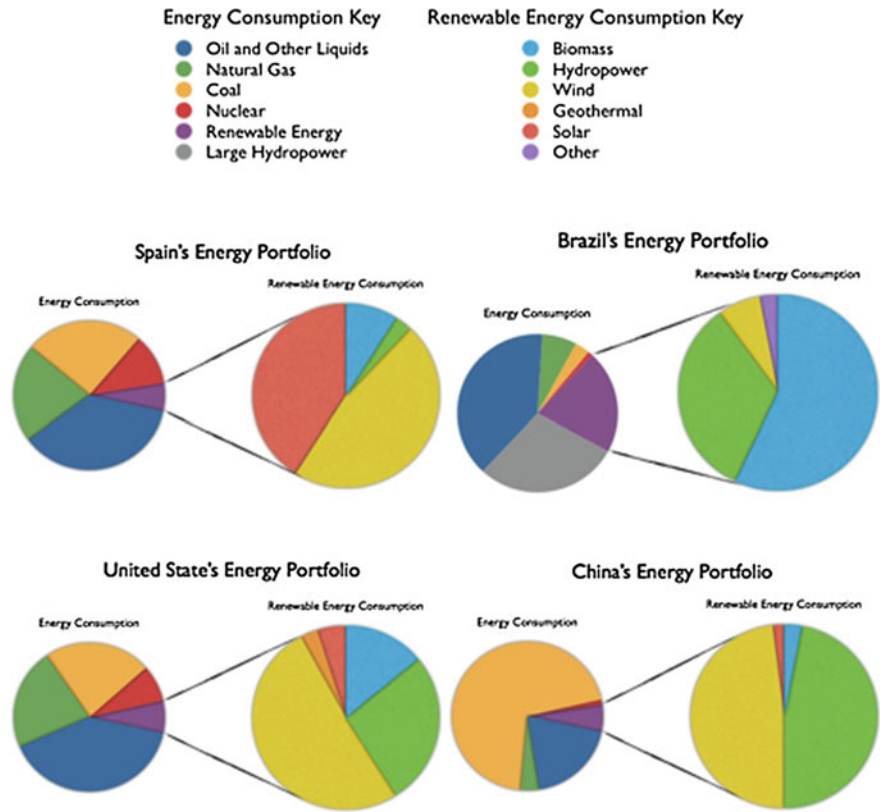 Energy Consumption Key
Oil and Other Liquids
Natural Gas
Coal
Nuclear
Renewable Energy
Large Hydropower
Renewable Energy Consumption Key
Biomass
Hydropower
Wind
Geothermal
Solar
Other
Spain's Energy Portfolio
Energy Consumption
Renewable Energy Consumption
Brazil's Energy Portfolio
Energy Consumption
Renewable Energy Consumption
United State's Energy Portfolio
Energy Consumption
Renewable Energy Consumption
China's Energy Portfolio
Energy Consumption
Renewable Energy Consumption